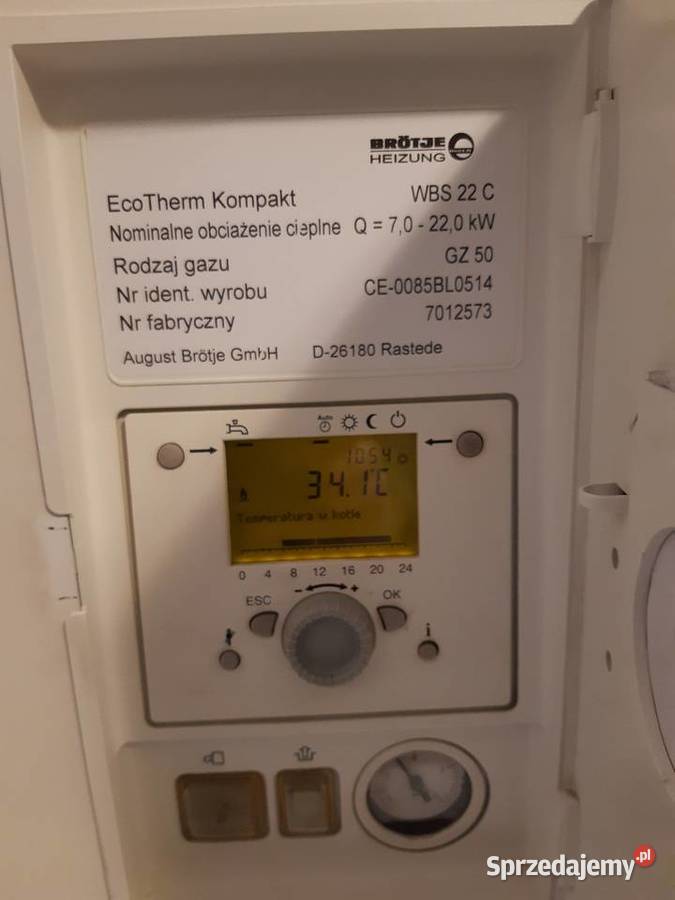 BRÖTJE
HEIZUNG
EcoTherm Kompakt WBS 22 C
Nominalne obciażenie cieplne Q = 7,0 - 22,0 kW
Rodzaj gazu GZ 50
Nr ident. wyrobu CE-0085BL0514
Nr fabryczny 7012573
August Brötje GmbH D-26180 Rastede
Auto
10:54
34.1°C
Temperatura w kotle
0 4 8 12 16 20 24
- +
ESC OK
i
Sprzedajemy.pl